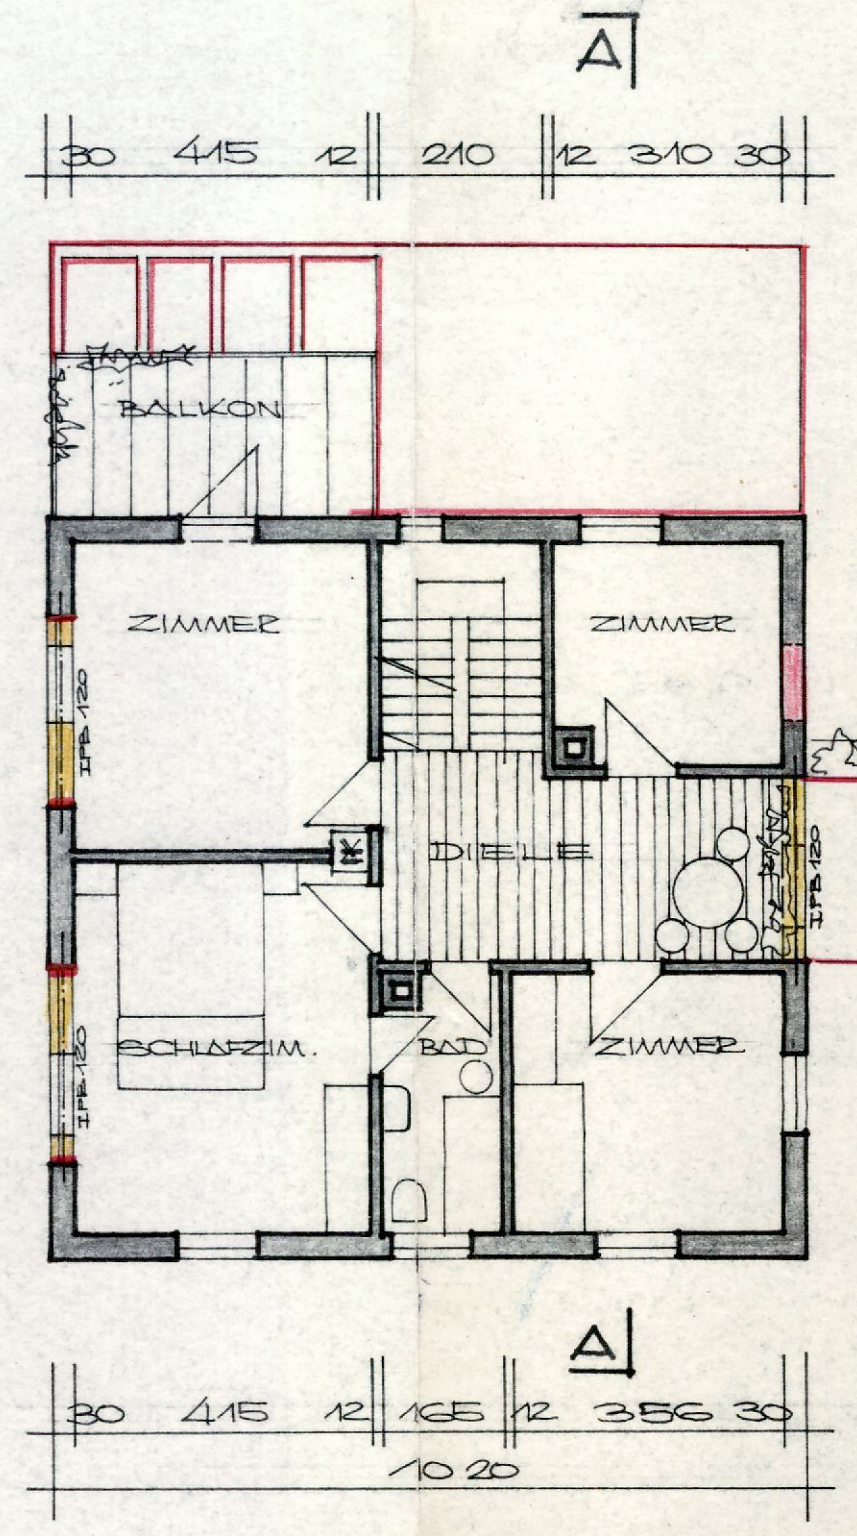 A
30 415 12 210 12 310 30
BALKON
ZIMMER
ZIMMER
IPB 120
DIELE
IPB 120
K
SCHLAFZIM.
BAD
ZIMMER
IPB 120
A
30 415 12 165 12 356 30
10 20